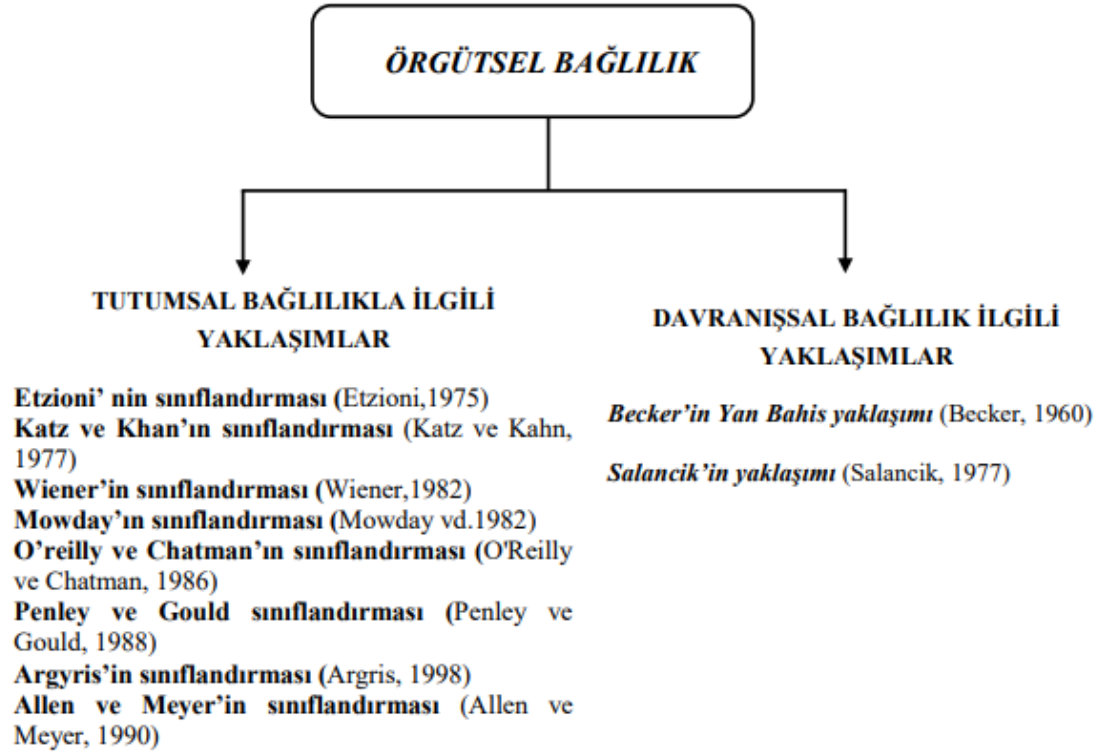 ÖRGÜTSEL BAĞLILIK
TUTUMSAL BAĞLILIKLA İLGİLİ
YAKLAŞIMLAR
Etzioni’ nin sınıflandırması (Etzioni,1975)
Katz ve Khan’ın sınıflandırması (Katz ve Kahn,
1977)
Wiener’in sınıflandırması (Wiener,1982)
Mowday’ın sınıflandırması (Mowday vd.1982)
O’reilly ve Chatman’ın sınıflandırması (O'Reilly
ve Chatman, 1986)
Penley ve Gould sınıflandırması (Penley ve
Gould, 1988)
Argyris’in sınıflandırması (Argris, 1998)
Allen ve Meyer’in sınıflandırması (Allen ve
Meyer, 1990)
DAVRANIŞSAL BAĞLILIK İLGİLİ
YAKLAŞIMLAR
Becker’in Yan Bahis yaklaşımı (Becker, 1960)
Salancik’in yaklaşımı (Salancik, 1977)